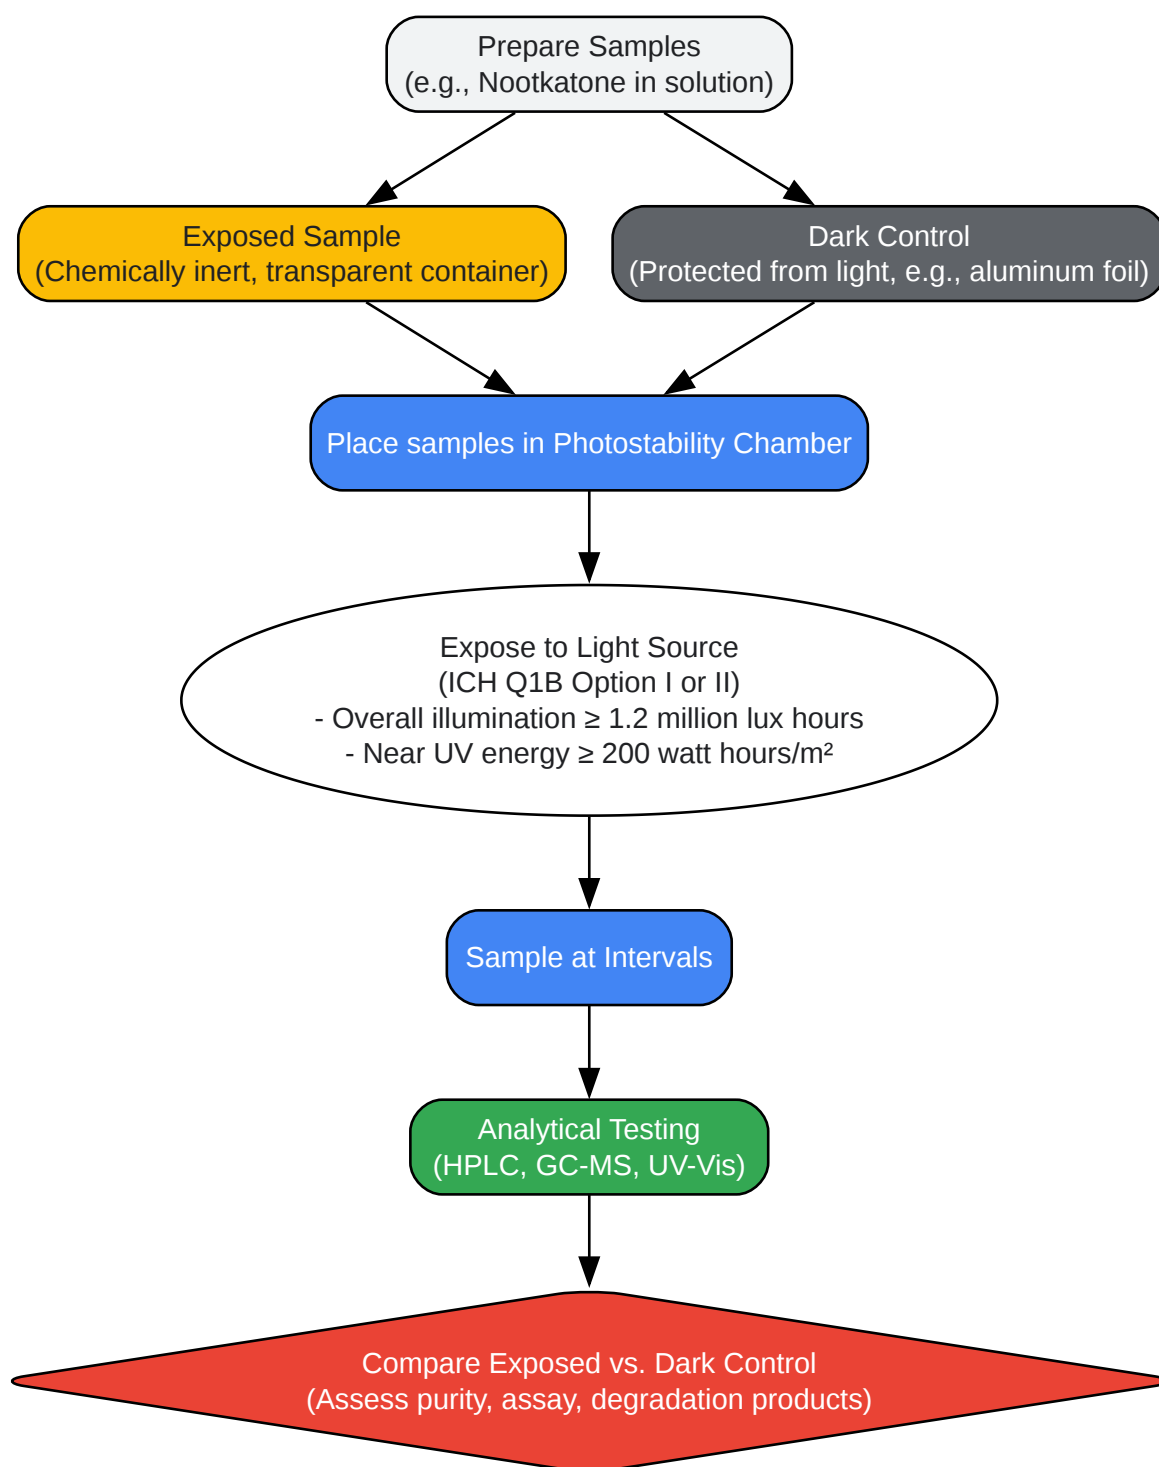 Prepare Samples
(e.g., Nootkatone in solution)
Exposed Sample
(Chemically inert, transparent container)
Dark Control
(Protected from light, e.g., aluminum foil)
Place samples in Photostability Chamber
Expose to Light Source
(ICH Q1B Option I or II)
- Overall illumination ≥ 1.2 million lux hours
- Near UV energy ≥ 200 watt hours/m²
Sample at Intervals
Analytical Testing
(HPLC, GC-MS, UV-Vis)
Compare Exposed vs. Dark Control
(Assess purity, assay, degradation products)